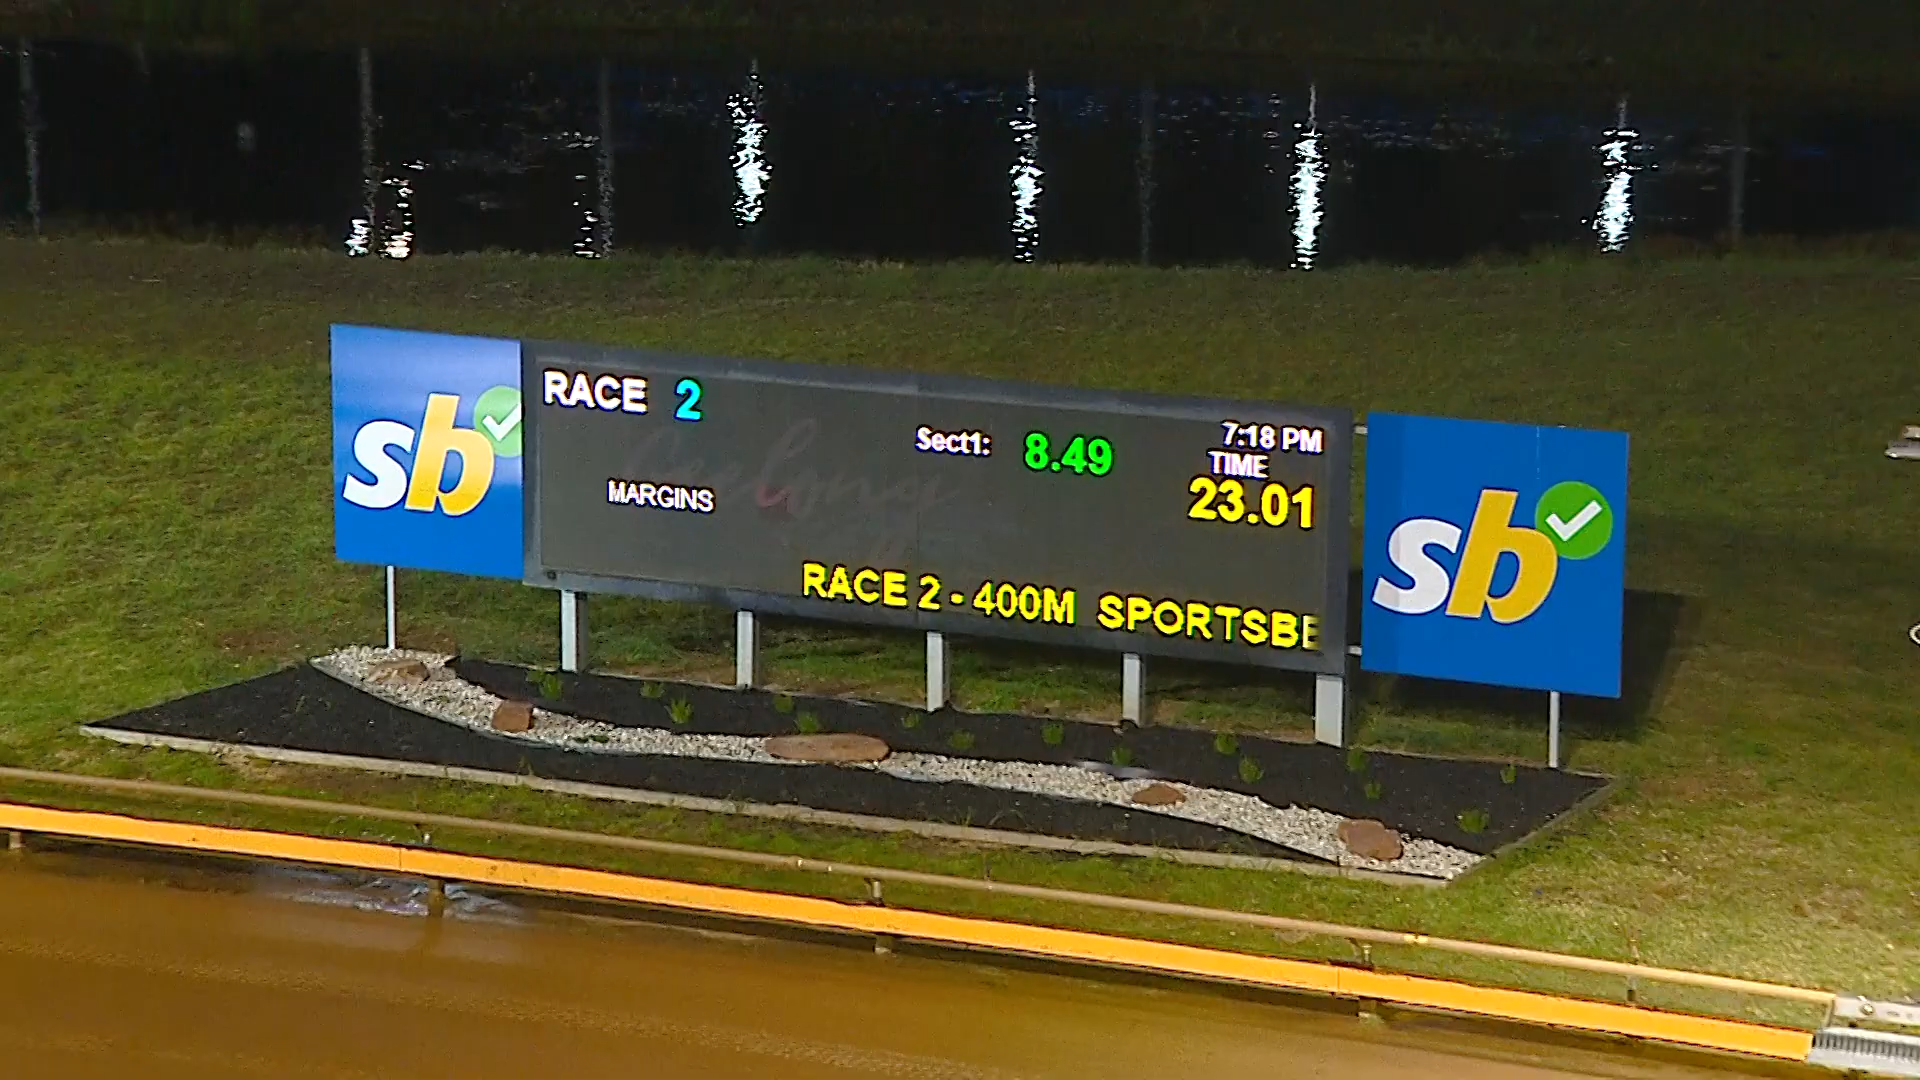 sb
RACE 2
Sect1: 8.49
7:18 PM
TIME
23.01
MARGINS
RACE 2 - 400M SPORTSBE
sb